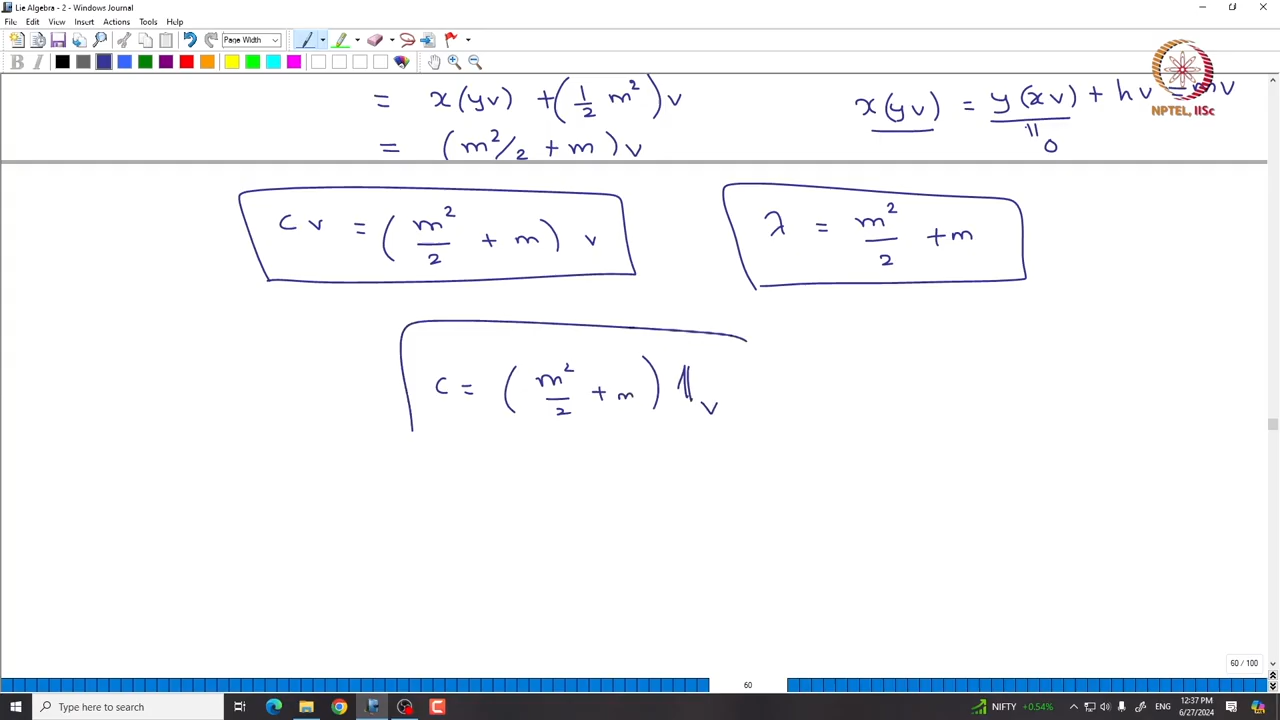 Lie Algebra - 2 - Windows Journal
File Edit View Insert Actions Tools Help
Page Width
B I
NPTEL, IISc
= x(yv) + (1/2 m²) v
x(yv) = y(xv) + hv = mv
0
= (m²/2 + m) v
c v = (m²/2 + m) v
λ = m²/2 + m
c = (m²/2 + m) 𝟙_V
60 / 100
60
Type here to search
NIFTY +0.54%
ENG
12:37 PM
6/27/2024